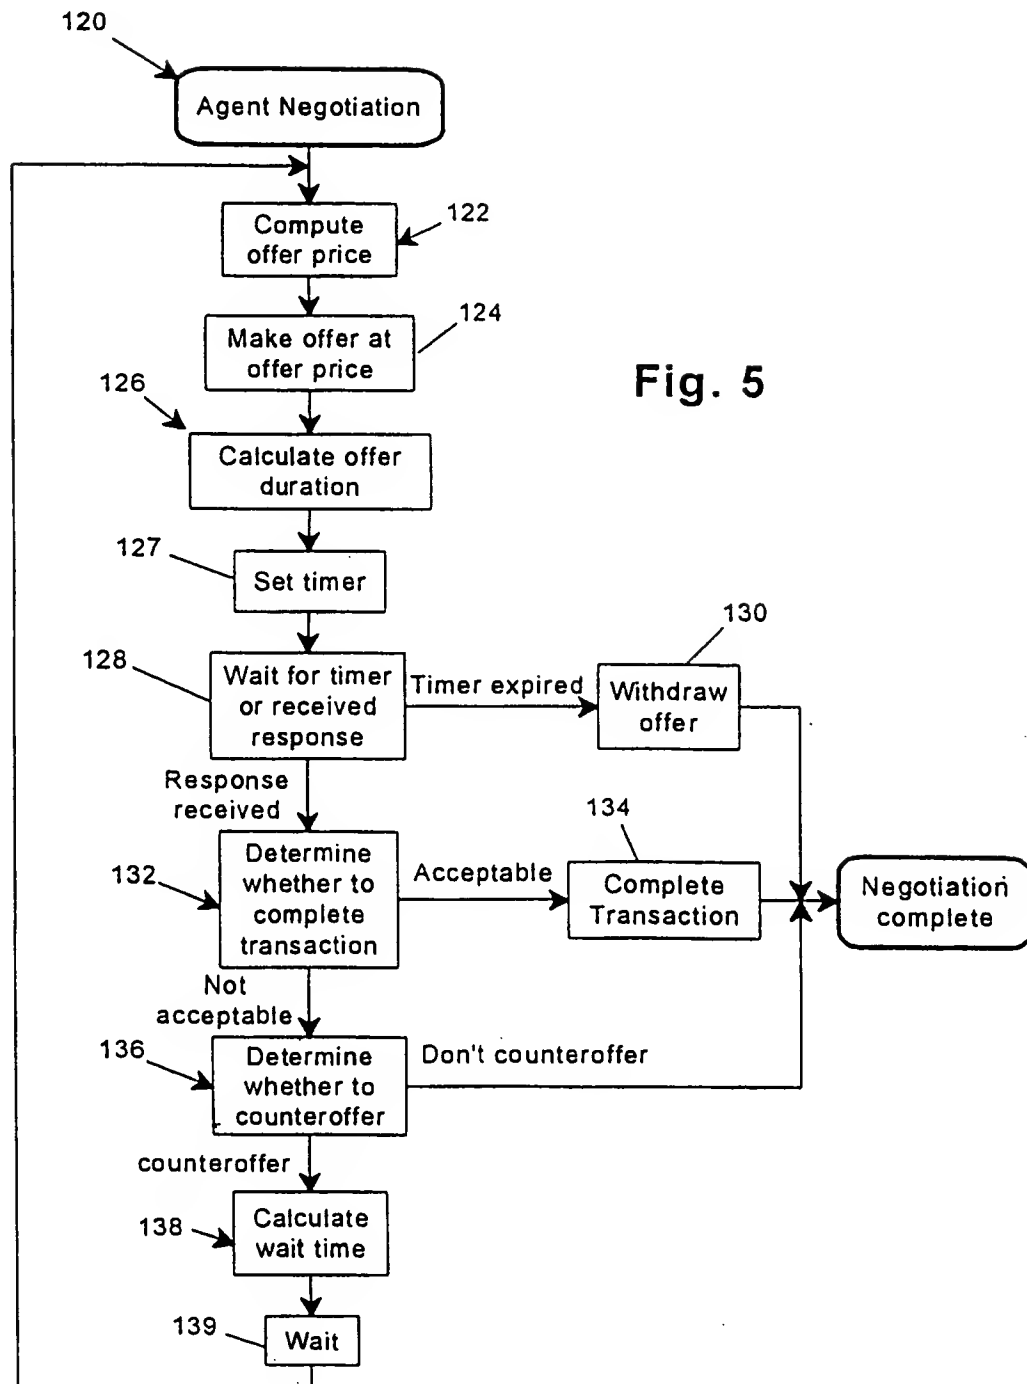 120
Agent Negotiation
Compute
offer price
122
Make offer at
offer price
124
Fig. 5
126
Calculate offer
duration
127
Set timer
128
Wait for timer
or received
response
Timer expired
130
Withdraw
offer
Response
received
132
Determine
whether to
complete
transaction
Acceptable
134
Complete
Transaction
Negotiation
complete
Not
acceptable
136
Determine
whether to
counteroffer
Don't counteroffer
counteroffer
138
Calculate
wait time
139
Wait